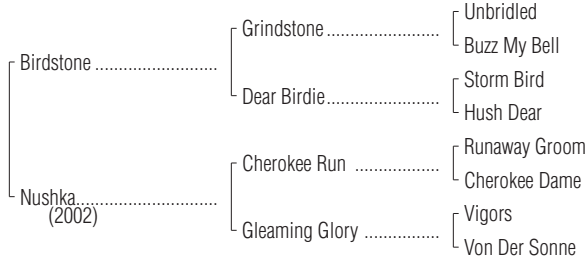 Unbridled
Grindstone ........................
Buzz My Bell
Birdstone ..........................
Storm Bird
Dear Birdie ........................
Hush Dear
Runaway Groom
Cherokee Run ..................
Cherokee Dame
Nushka..............................
(2002)
Vigors
Gleaming Glory ................
Von Der Sonne